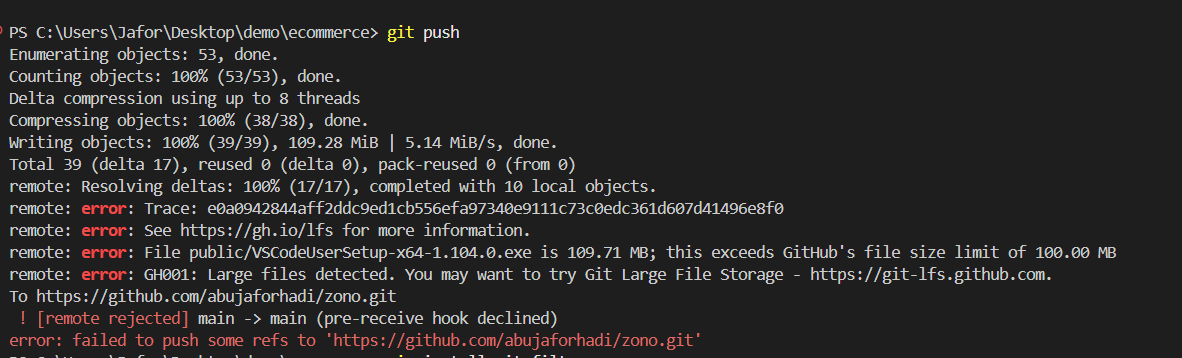 PS C:\Users\Jafor\Desktop\demo\ecommerce> git push
Enumerating objects: 53, done.
Counting objects: 100% (53/53), done.
Delta compression using up to 8 threads
Compressing objects: 100% (38/38), done.
Writing objects: 100% (39/39), 109.28 MiB | 5.14 MiB/s, done.
Total 39 (delta 17), reused 0 (delta 0), pack-reused 0 (from 0)
remote: Resolving deltas: 100% (17/17), completed with 10 local objects.
remote: error: Trace: e0a0942844aff2ddc9ed1cb556efa97340e9111c73c0edc361d607d41496e8f0
remote: error: See https://gh.io/lfs for more information.
remote: error: File public/VSCodeUserSetup-x64-1.104.0.exe is 109.71 MB; this exceeds GitHub's file size limit of 100.00 MB
remote: error: GH001: Large files detected. You may want to try Git Large File Storage - https://git-lfs.github.com.
To https://github.com/abujaforhadi/zono.git
! [remote rejected] main -> main (pre-receive hook declined)
error: failed to push some refs to 'https://github.com/abujaforhadi/zono.git'